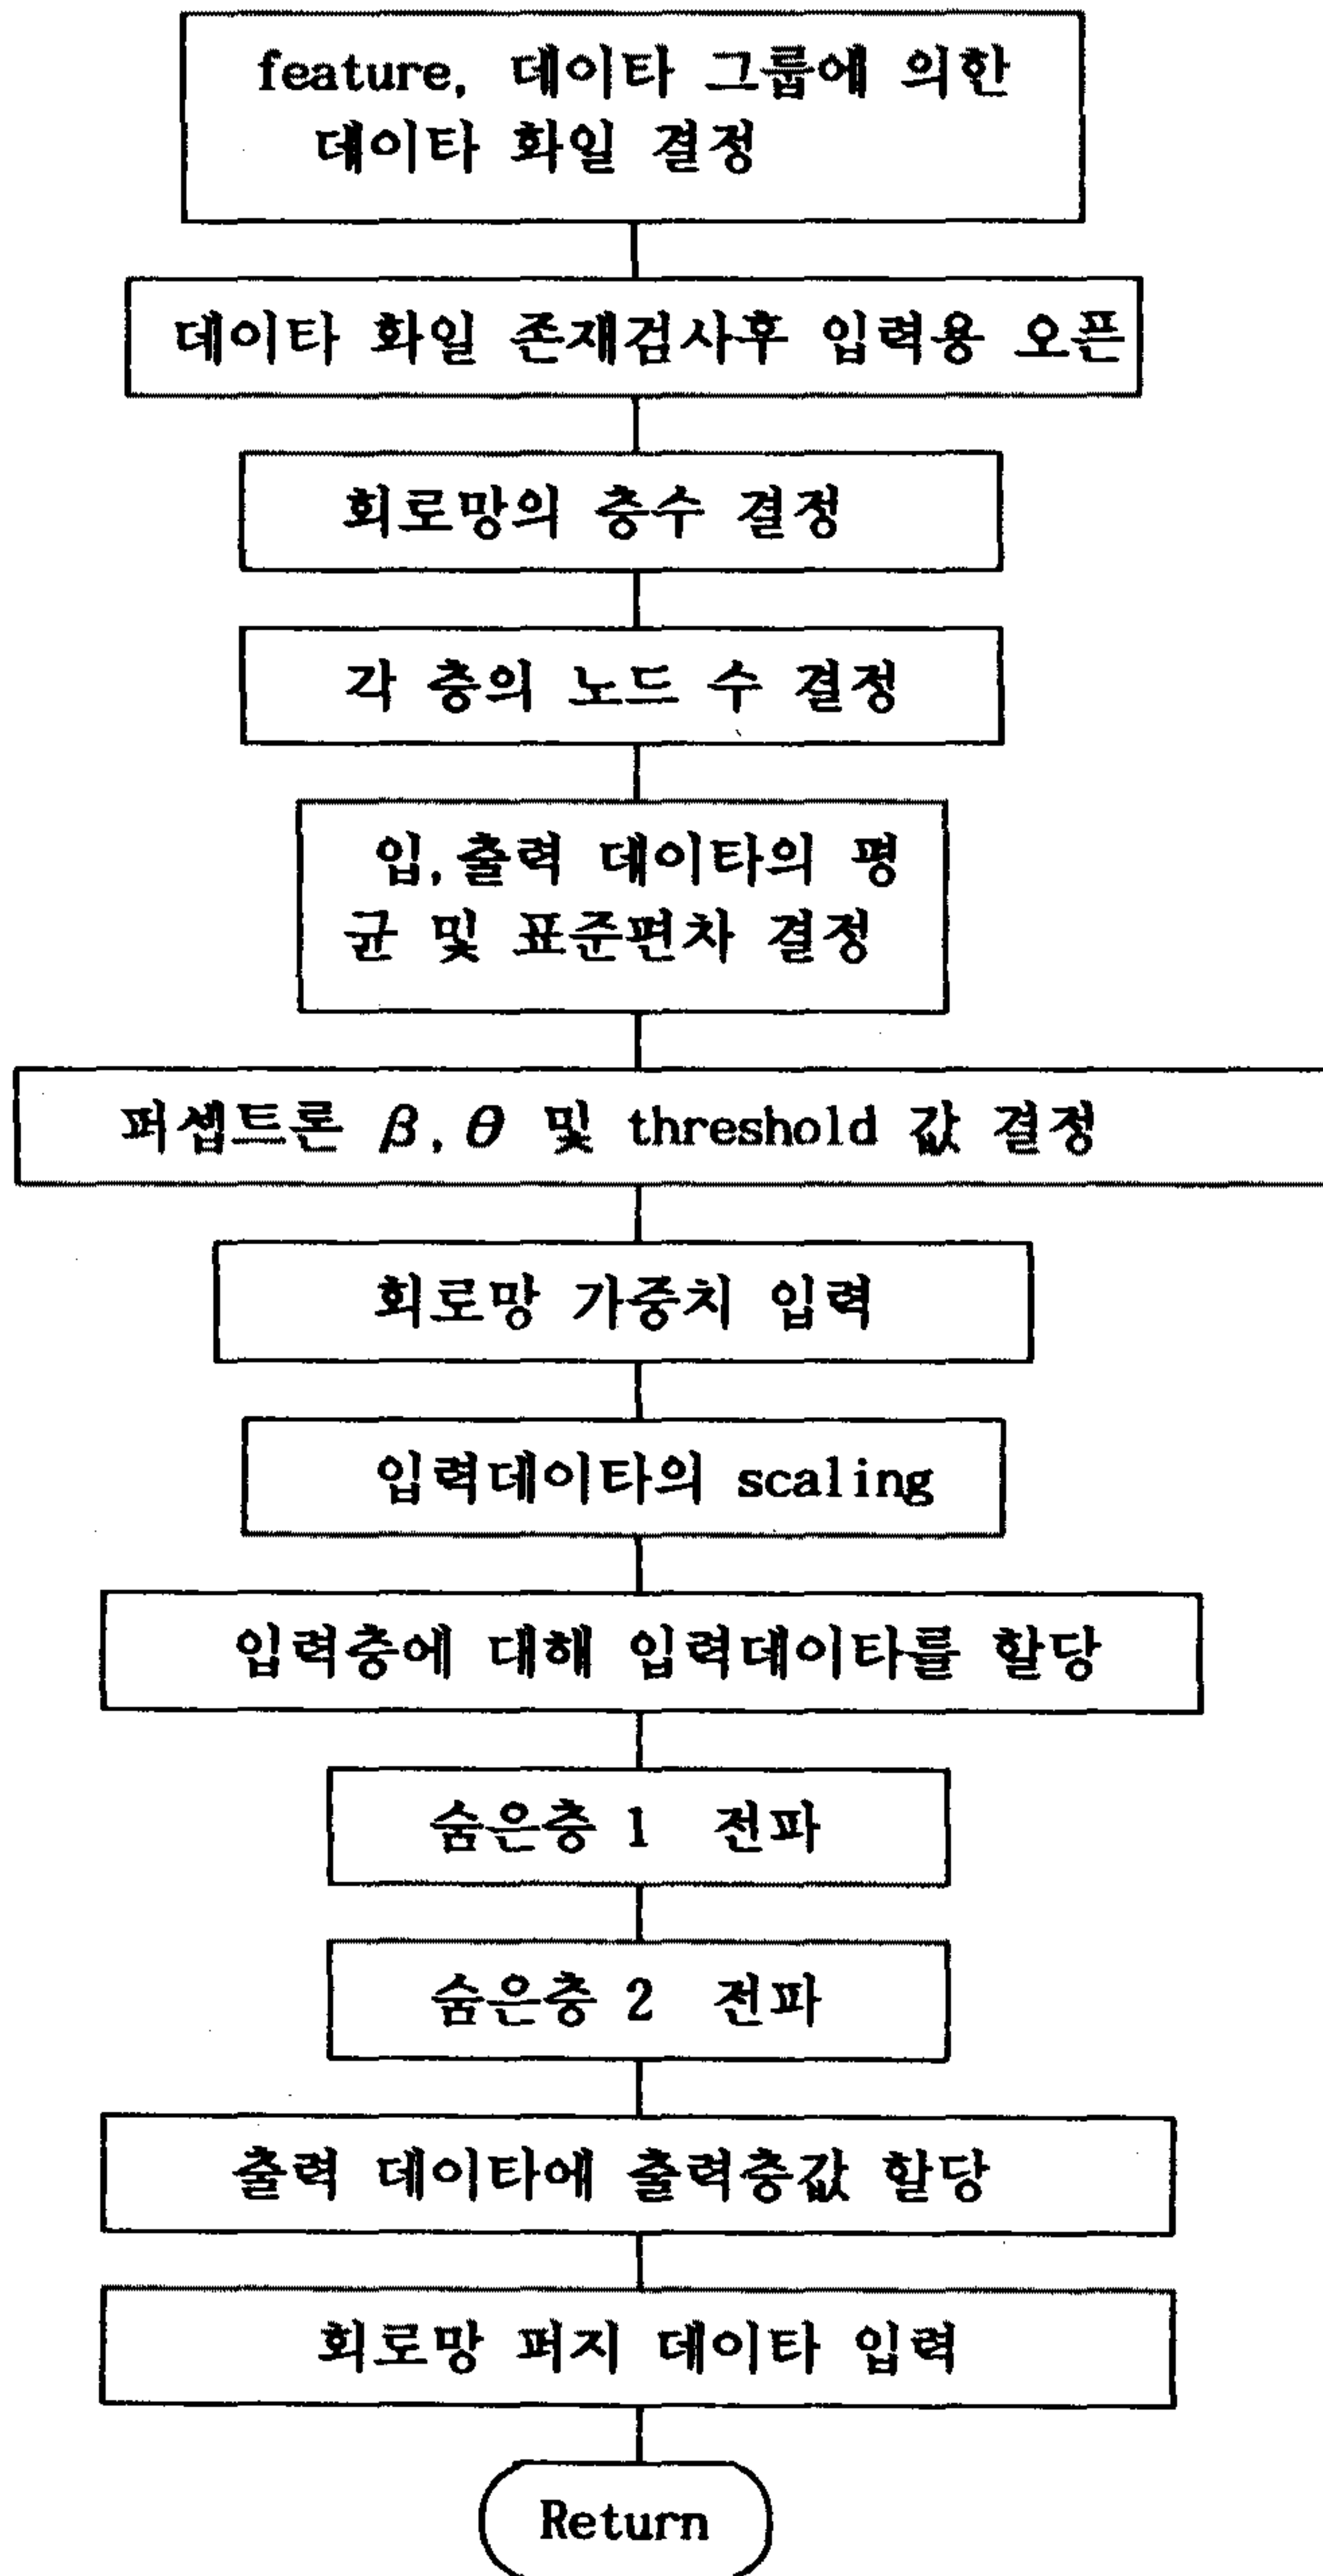 feature, 데이타 그룹에 의한
데이타 화일 결정
데이타 화일 존재검사후 입력용 오픈
회로망의 층수 결정
각 층의 노드 수 결정
입,출력 데이타의 평
균 및 표준편차 결정
퍼셉트론 β, θ 및 threshold 값 결정
회로망 가중치 입력
입력데이타의 scaling
입력층에 대해 입력데이타를 할당
숨은층 1 전파
숨은층 2 전파
출력 데이타에 출력층값 할당
회로망 퍼지 데이타 입력
Return